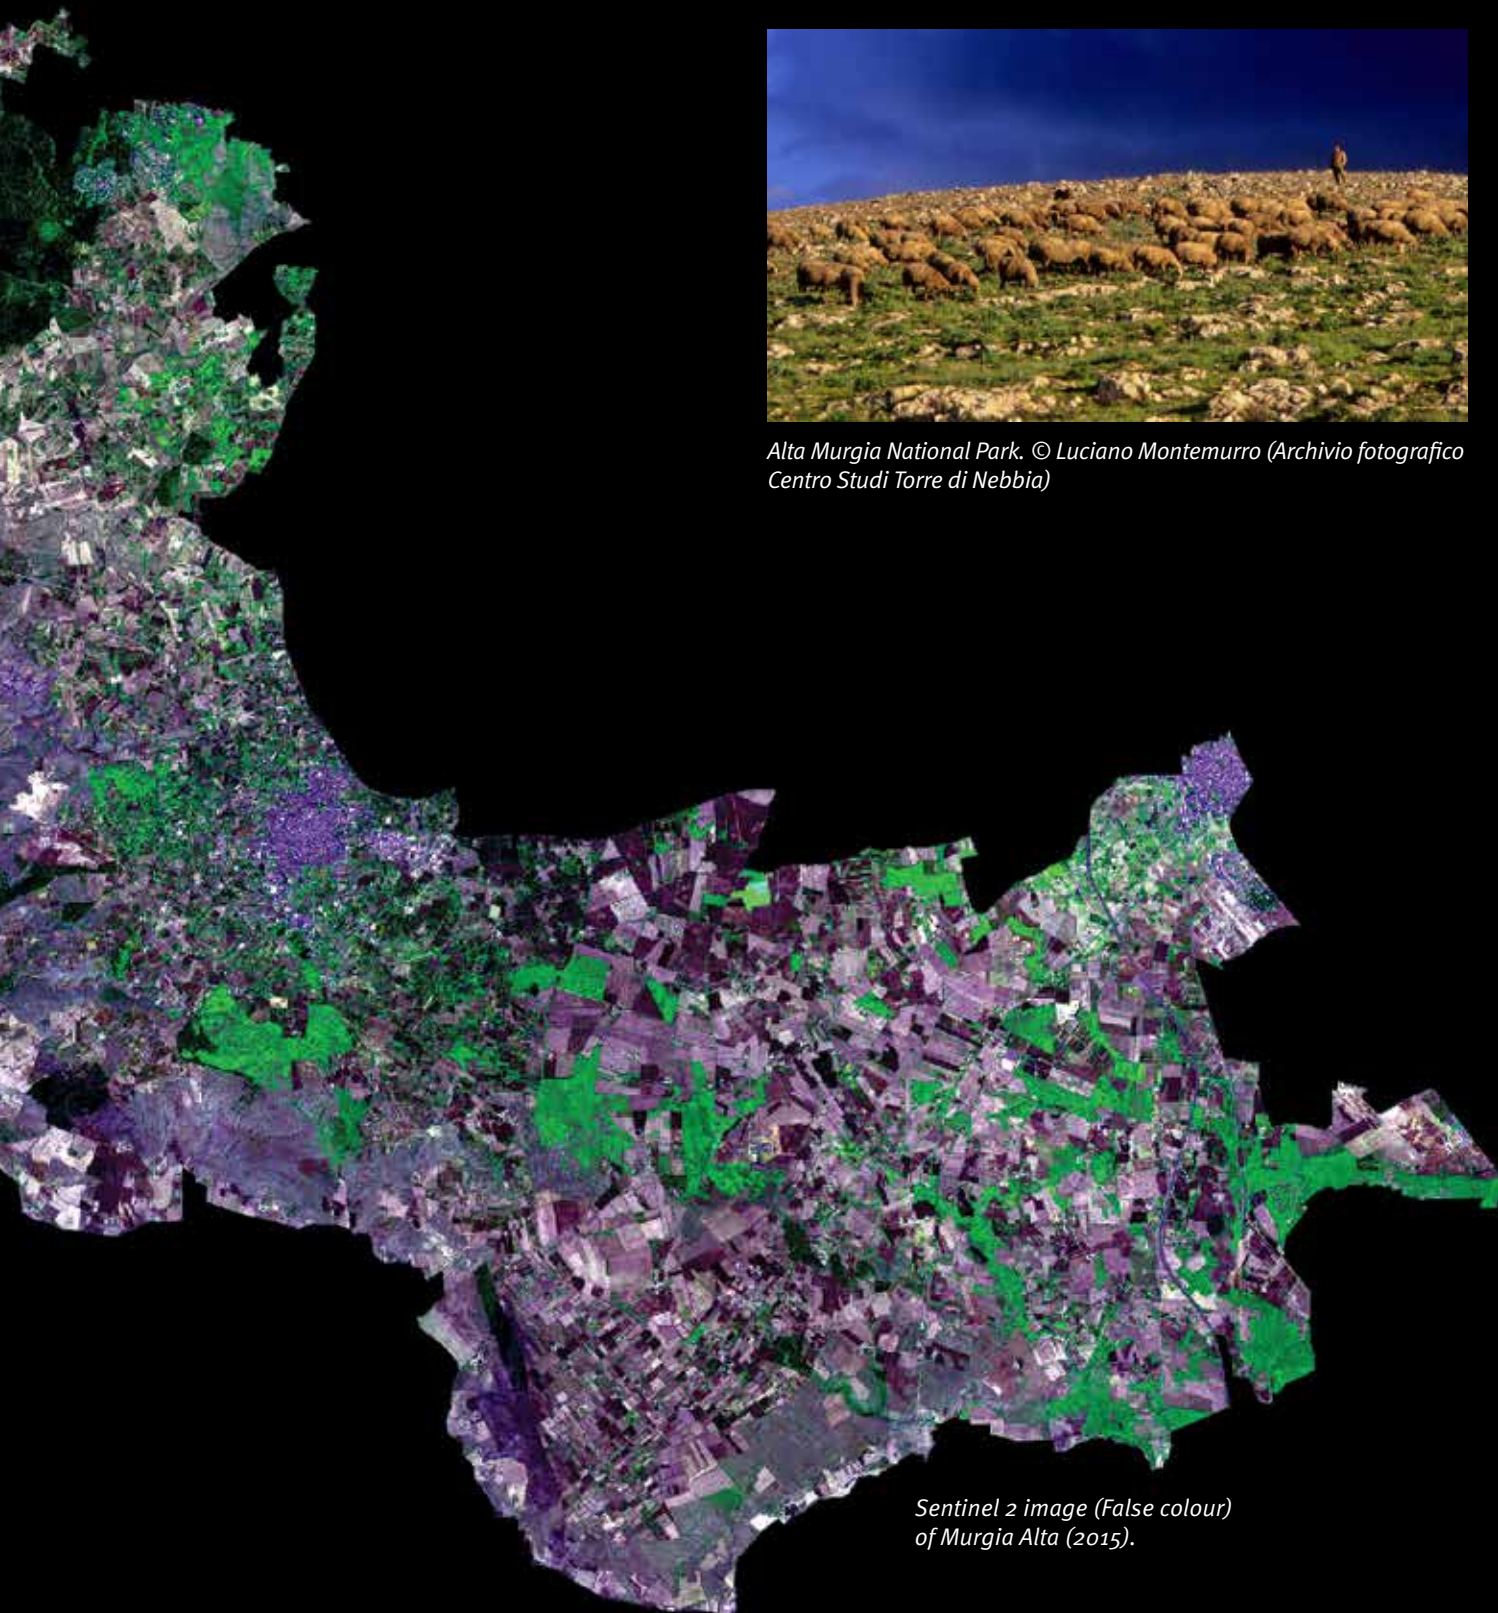 Alta Murgia National Park. © Luciano Montemurro (Archivio fotografico
Centro Studi Torre di Nebbia)
Sentinel 2 image (False colour)
of Murgia Alta (2015).